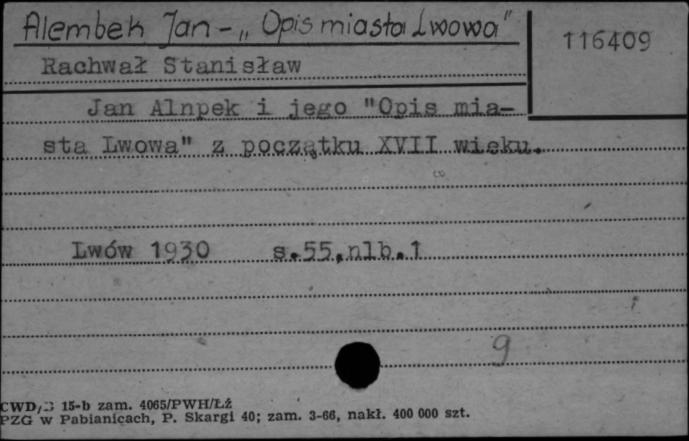 Alembek Jan - „Opis miasta Lwowa"
116409
Rachwał Stanisław
Jan Alnpek i jego "Opis mia-
sta Lwowa" z początku XVII wieku.
Lwów 1930 s.55,nlb.1
9
15-b zam. 4065/PWH/Łź
PZG w Pabianicach, P. Skargi 40; zam. 3-66, nakł. 400 000 szt.